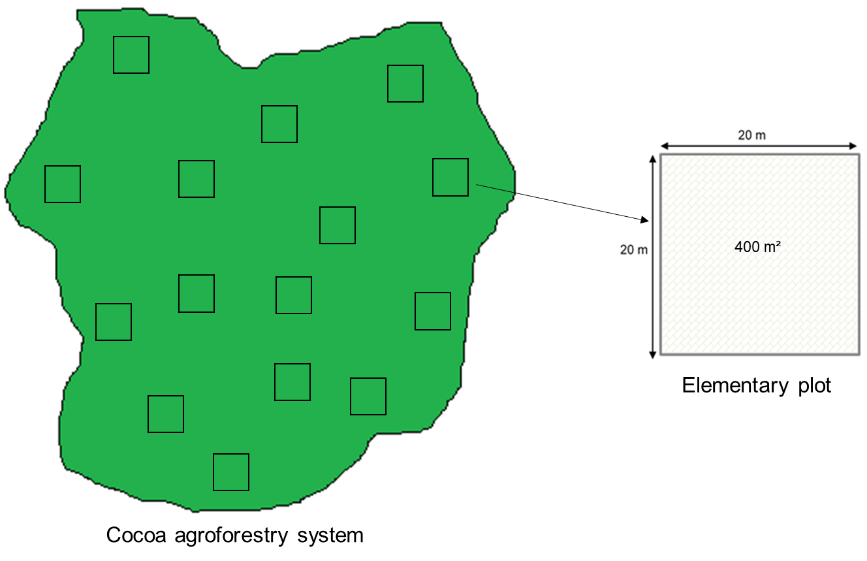 20 m
20 m
400 m²
Elementary plot
Cocoa agroforestry system